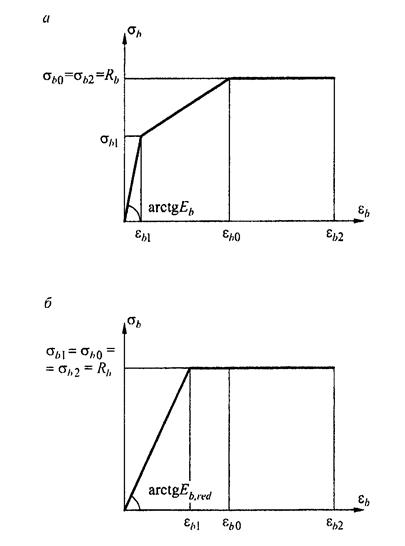 а
σb
σb0=σb2=Rb
σb1
arctgEb
εb
εb1
εb0
εb2
б
σb
σb1 = σb0 =
= σb2 = Rb
arctgEb,red
εb
εb1
εb0
εb2